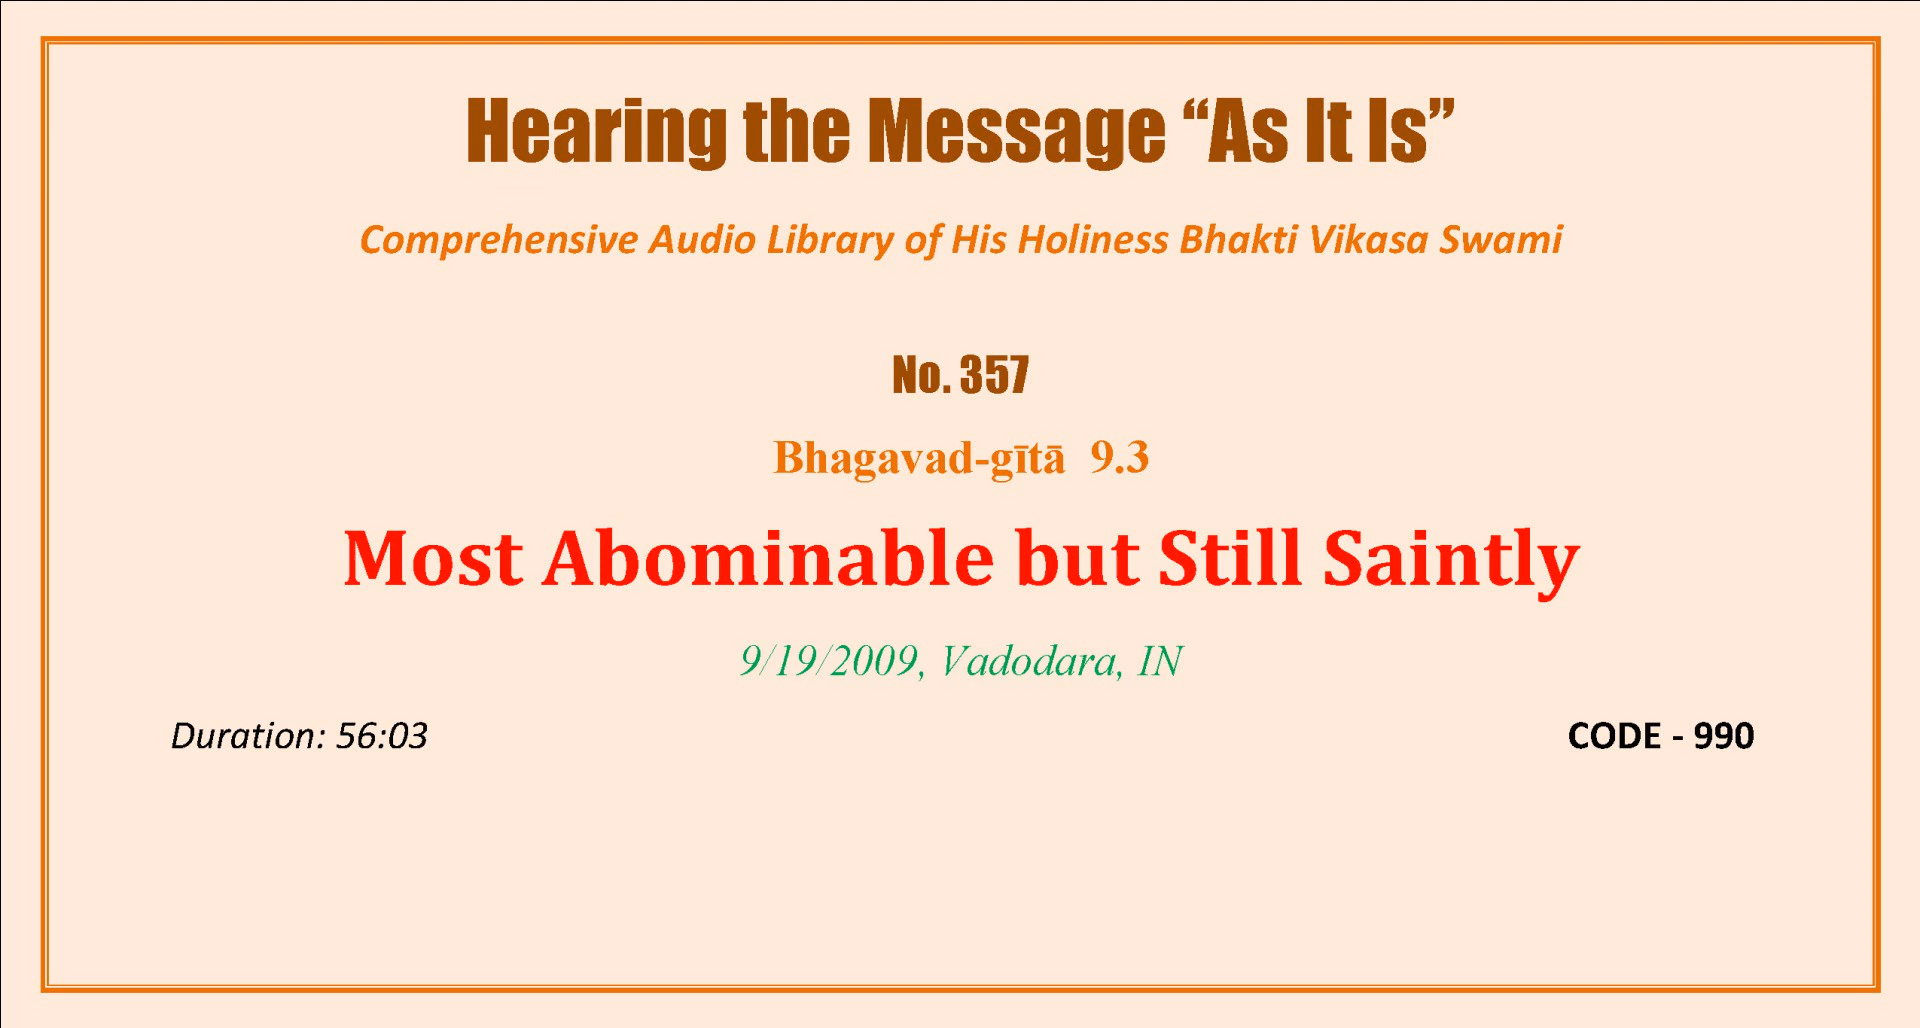 Hearing the Message “As It Is”
Comprehensive Audio Library of His Holiness Bhakti Vikasa Swami
No. 357
Bhagavad-gītā 9.3
Most Abominable but Still Saintly
9/19/2009, Vadodara, IN
Duration: 56:03 CODE - 990